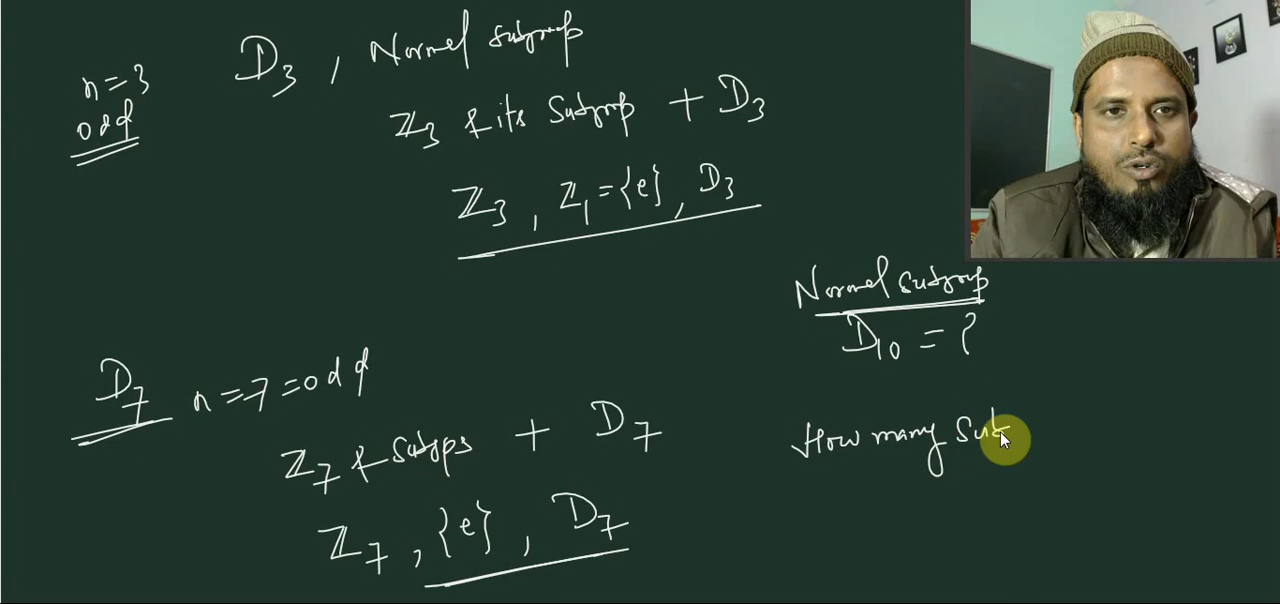 n=3
odd
D₃, Normal subgroup
ℤ₃ & its Subgroup + D₃
ℤ₃, ℤ₁={e}, D₃
Normal subgroup
D₁₀ = ?
D₇ n=7=odd
ℤ₇ & Subgps + D₇
ℤ₇, {e}, D₇
How many Sub